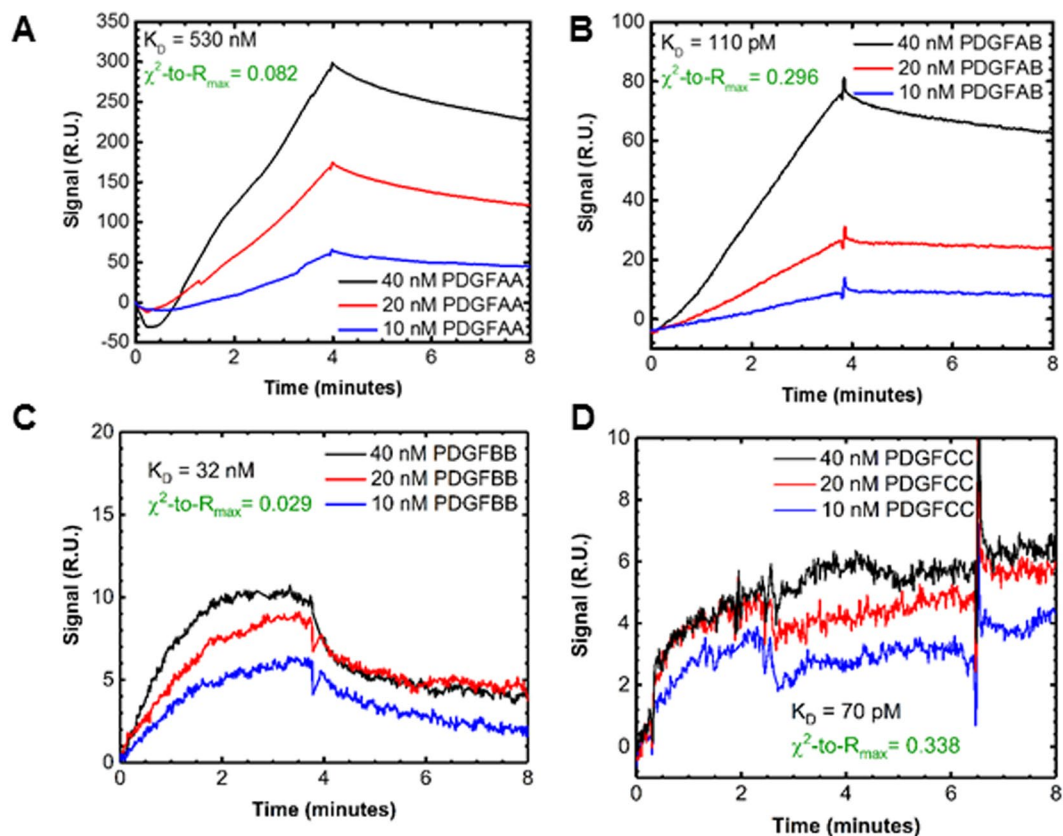 A
K_D = 530 nM
χ²-to-R_max= 0.082
40 nM PDGFAA
20 nM PDGFAA
10 nM PDGFAA
Signal (R.U.)
350
300
250
200
150
100
50
0
-50
0 2 4 6 8
Time (minutes)
B
K_D = 110 pM
χ²-to-R_max= 0.296
40 nM PDGFAB
20 nM PDGFAB
10 nM PDGFAB
Signal (R.U.)
100
80
60
40
20
0
0 2 4 6 8
Time (minutes)
C
K_D = 32 nM
χ²-to-R_max= 0.029
40 nM PDGFBB
20 nM PDGFBB
10 nM PDGFBB
Signal (R.U.)
20
15
10
5
0
0 2 4 6 8
Time (minutes)
D
40 nM PDGFCC
20 nM PDGFCC
10 nM PDGFCC
K_D = 70 pM
χ²-to-R_max= 0.338
Signal (R.U.)
10
8
6
4
2
0
0 2 4 6 8
Time (minutes)